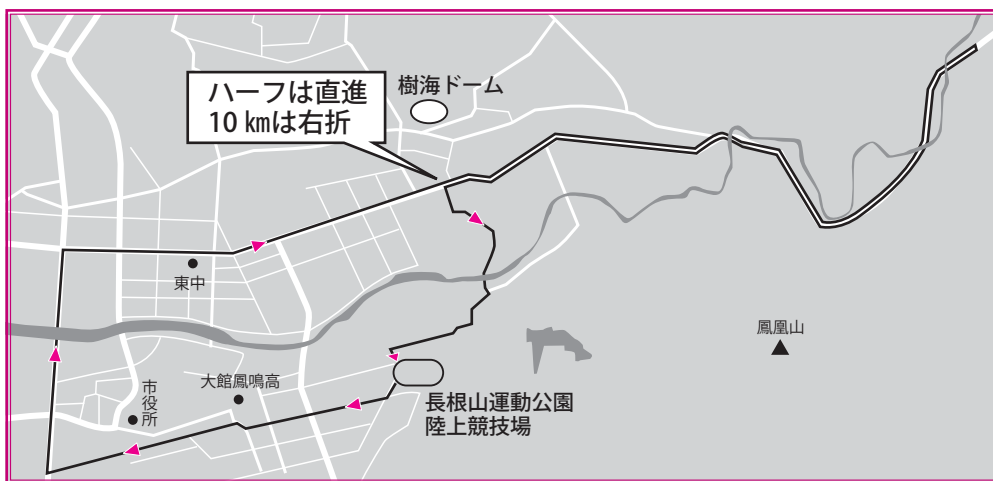 ハーフは直進
10 ㎞は右折
樹海ドーム
東中
鳳凰山
大館鳳鳴高
市役所
長根山運動公園
陸上競技場